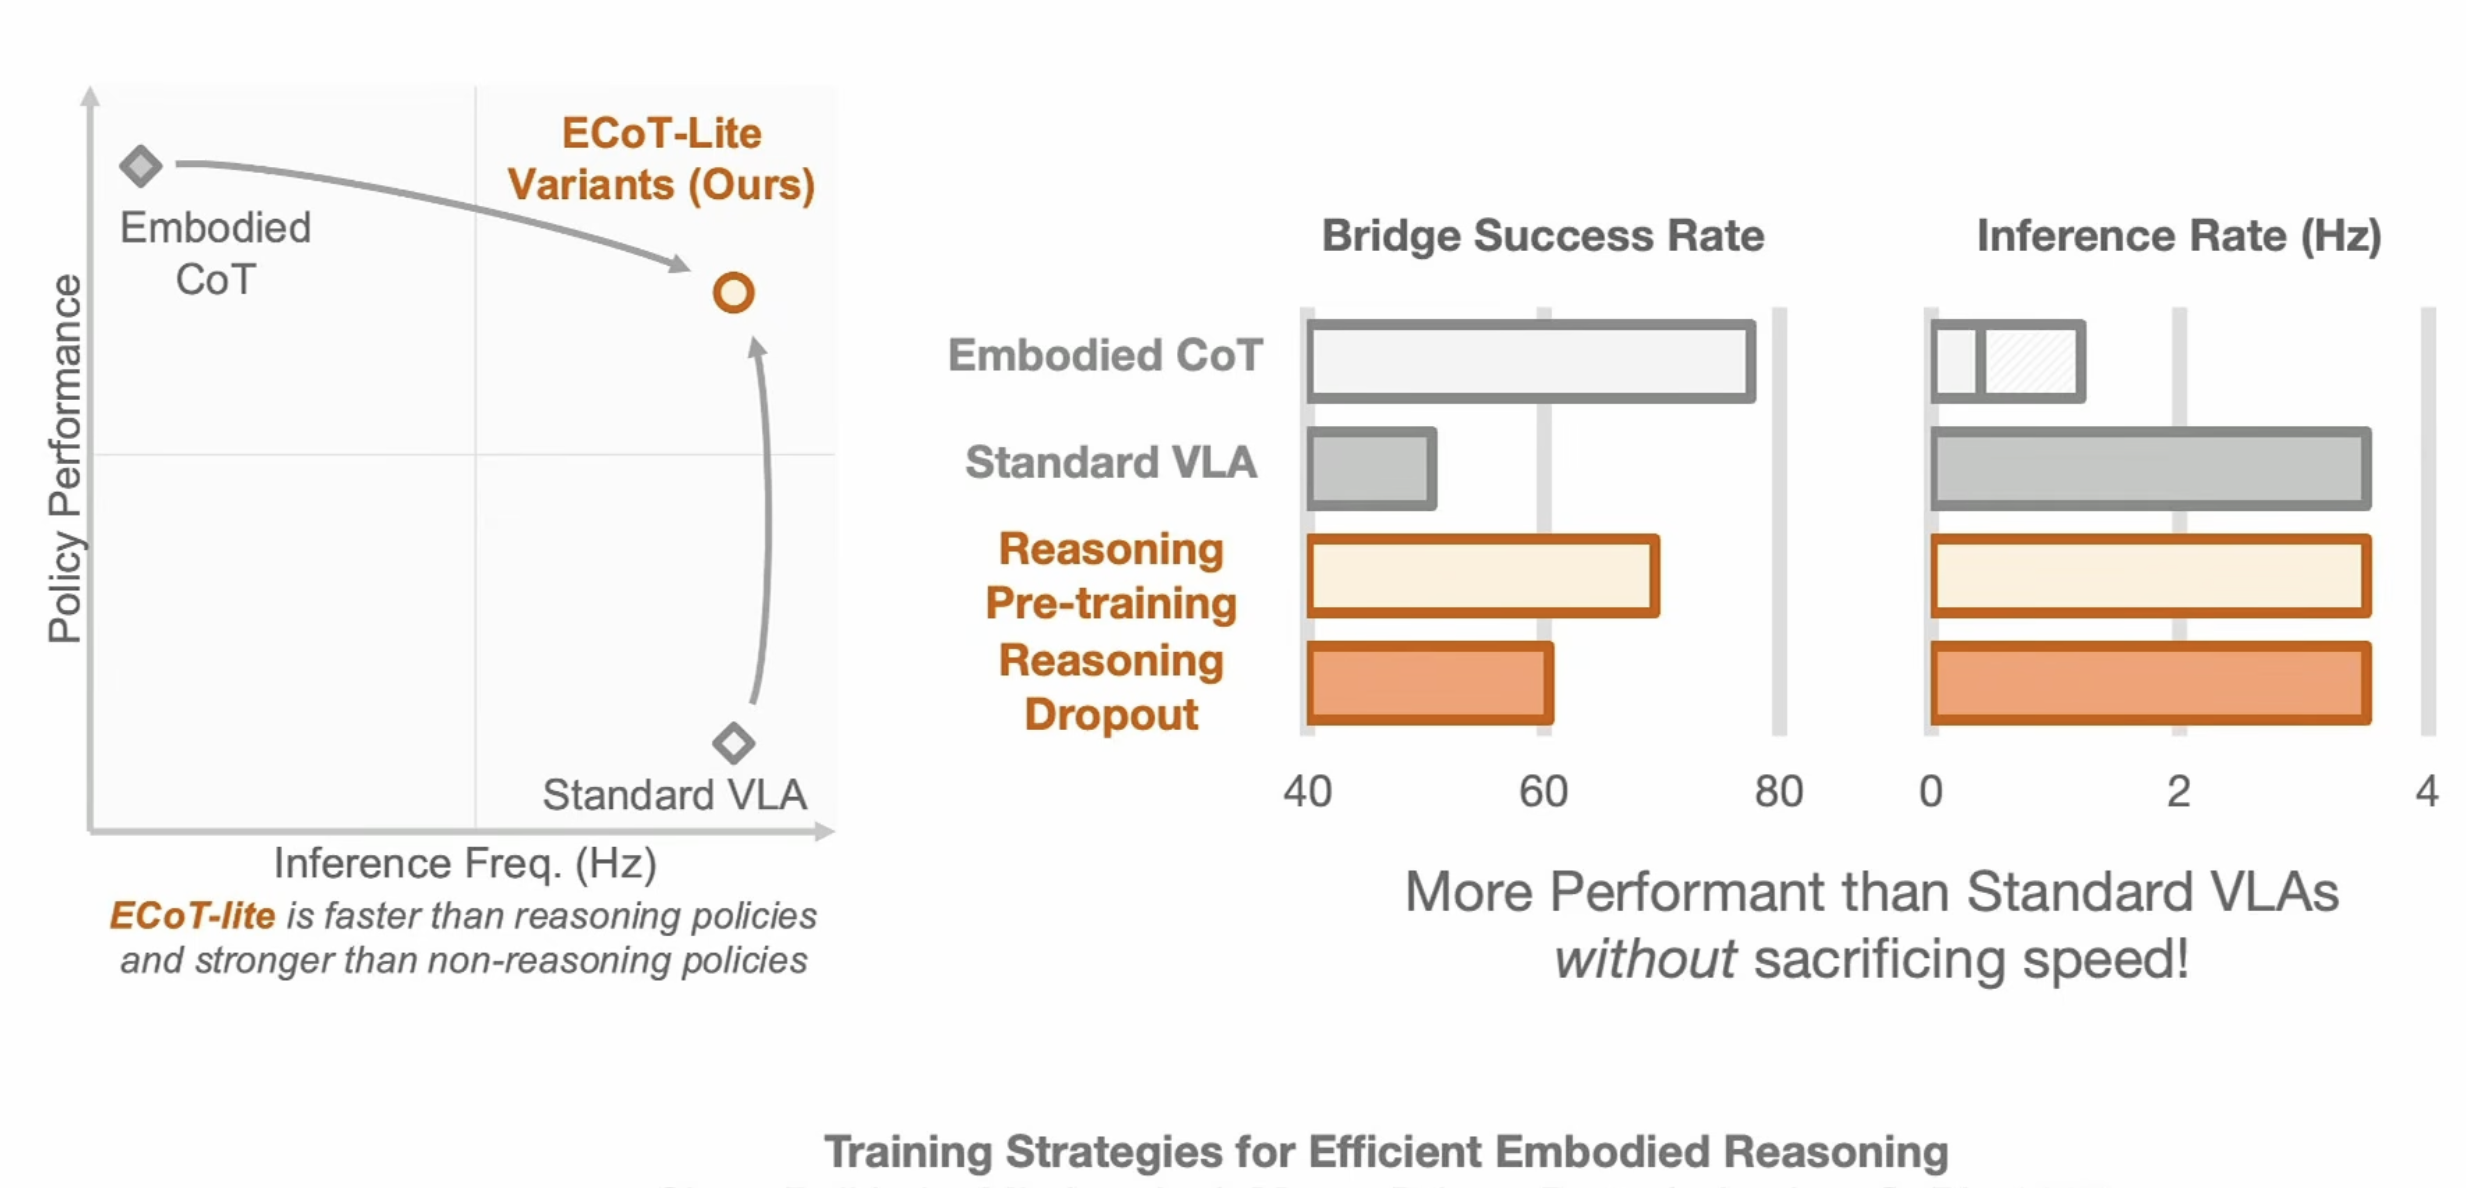 ECoT-Lite
Variants (Ours)
Embodied
CoT
Policy Performance
Standard VLA
Inference Freq. (Hz)
ECoT-lite is faster than reasoning policies
and stronger than non-reasoning policies
Bridge Success Rate
Inference Rate (Hz)
Embodied CoT
Standard VLA
Reasoning
Pre-training
Reasoning
Dropout
40 60 80
0 2 4
More Performant than Standard VLAs
without sacrificing speed!
Training Strategies for Efficient Embodied Reasoning